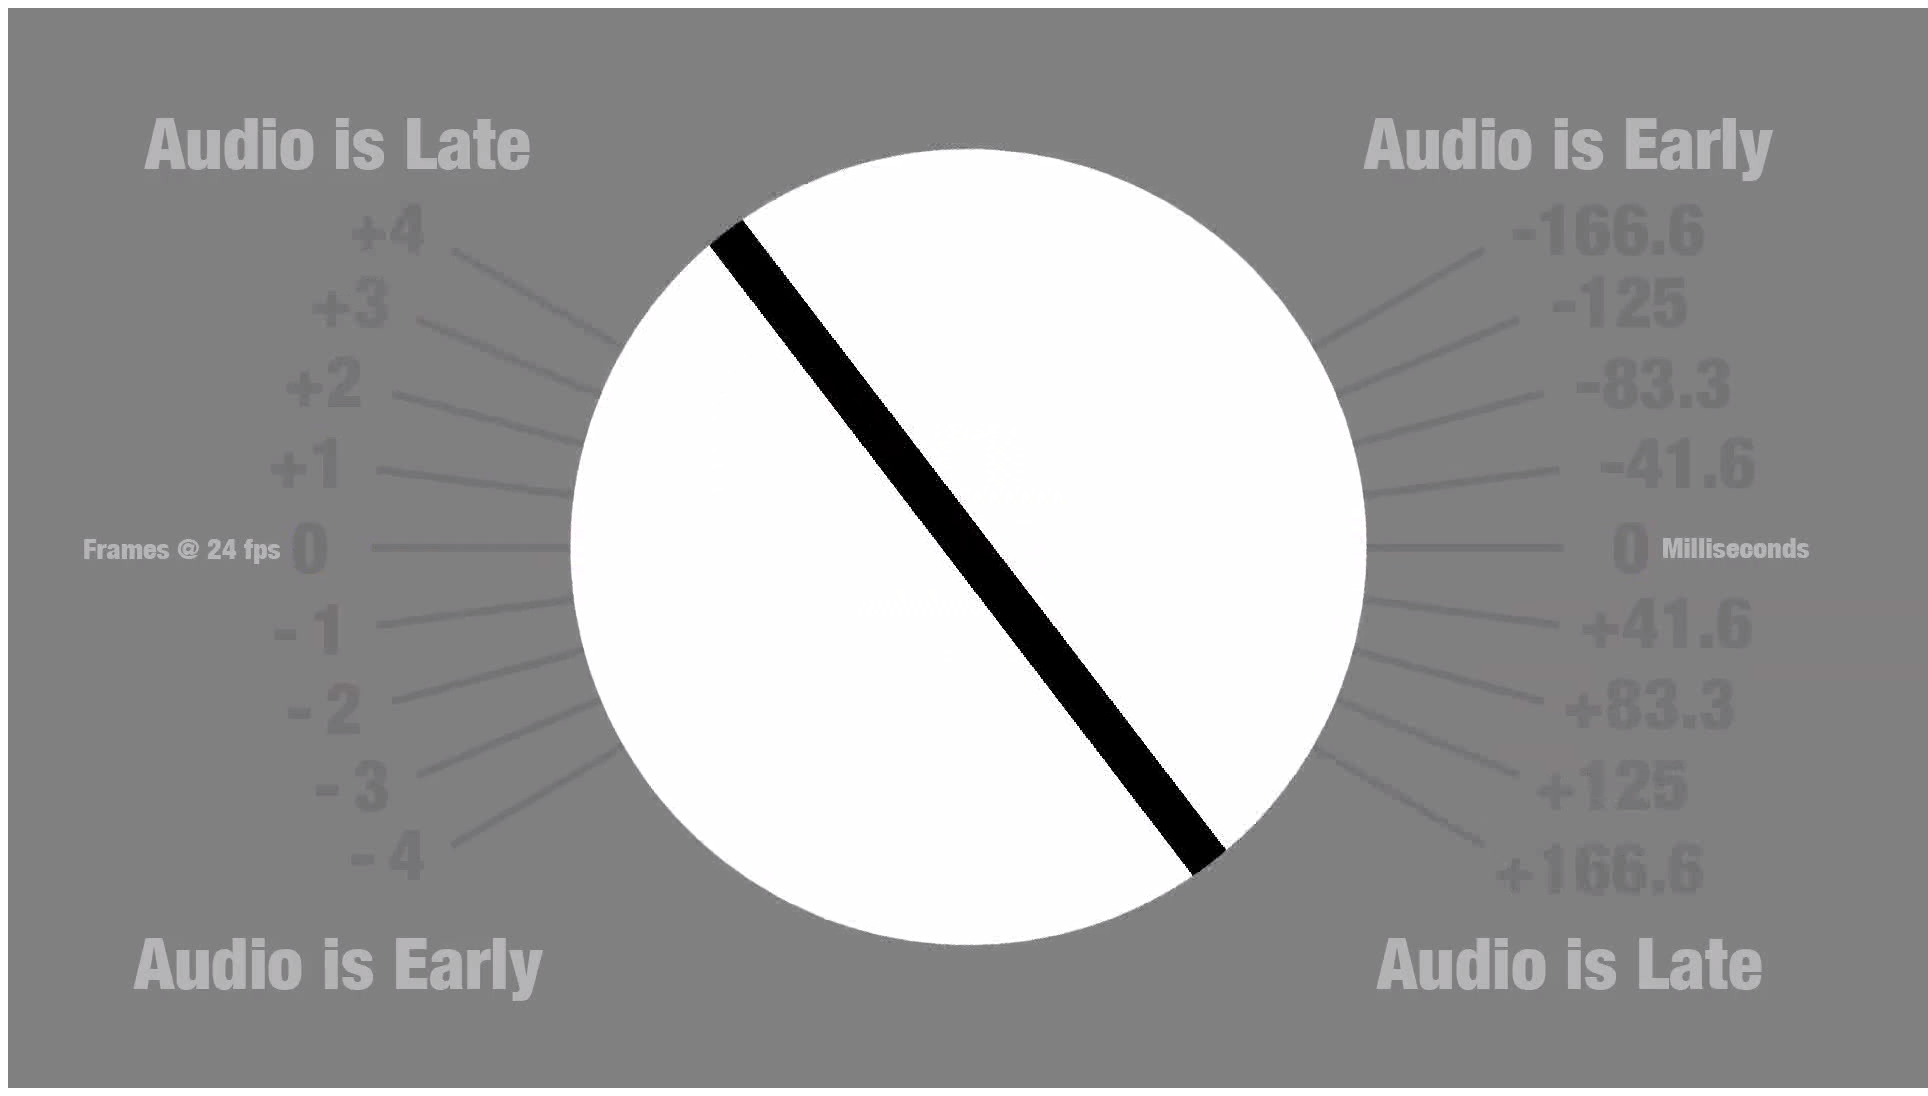 Audio is Late
Audio is Early
+4
-166.6
+3
-125
+2
-83.3
+1
-41.6
Frames @ 24 fps 0
0 Milliseconds
- 1
+41.6
- 2
+83.3
- 3
+125
- 4
+166.6
Audio is Early
Audio is Late